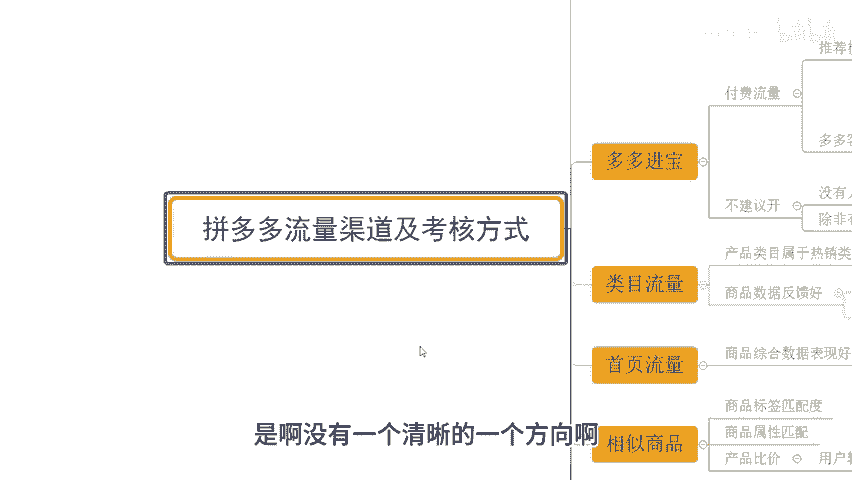 推荐
付费流量
多多客
多多进宝
不建议开
没有人
除非有
拼多多流量渠道及考核方式
产品类目属于热销类
类目流量
商品数据反馈好
首页流量
商品综合数据表现好
商品标签匹配度
相似商品
商品属性匹配
产品比价
用户
是啊没有一个清晰的一个方向啊